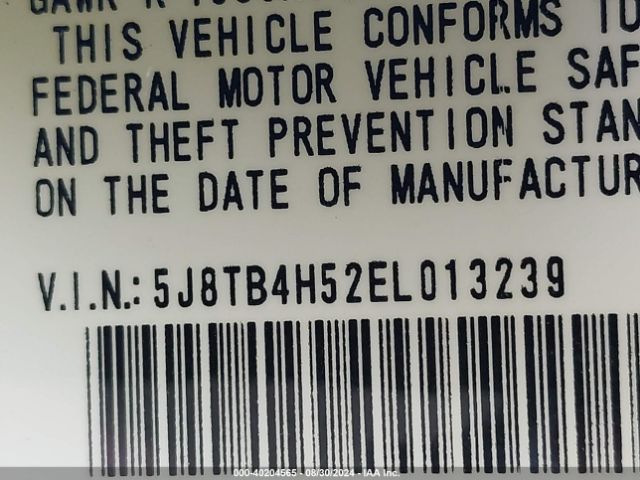 THIS VEHICLE CONFORMS TO
FEDERAL MOTOR VEHICLE SAF
AND THEFT PREVENTION STAN
ON THE DATE OF MANUFACTUR
V.I.N.: 5J8TB4H52EL013239
000-40204565 - 08/30/2024 - IAA Inc.